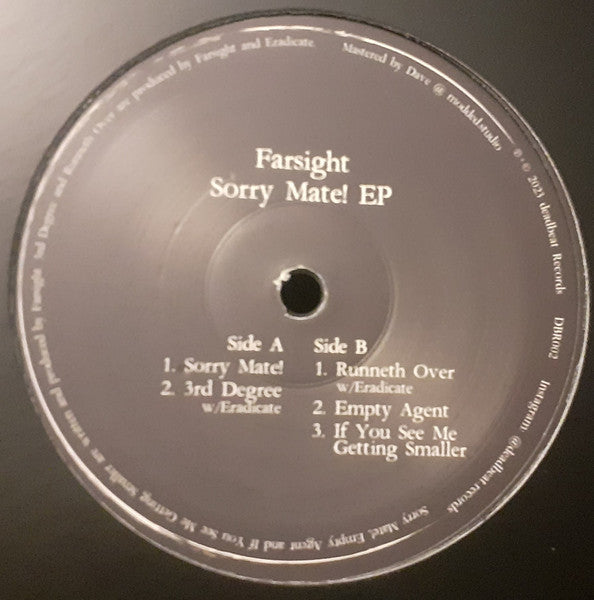 Farsight
Sorry Mate! EP
Side A
1. Sorry Mate!
2. 3rd Degree
w/Eradicate
Side B
1. Runneth Over
w/Eradicate
2. Empty Agent
3. If You See Me
Getting Smaller
Sorry Mate! Empty Agent and If You See Me Getting Smaller are written and produced by Farsight 3rd Degree and Runneth Over are produced by Farsight and Eradicate.
Mastered by Dave @ modded.studio
℗ © 2023 deadbeat Records
DBR002
Instagram @deadbeat.records